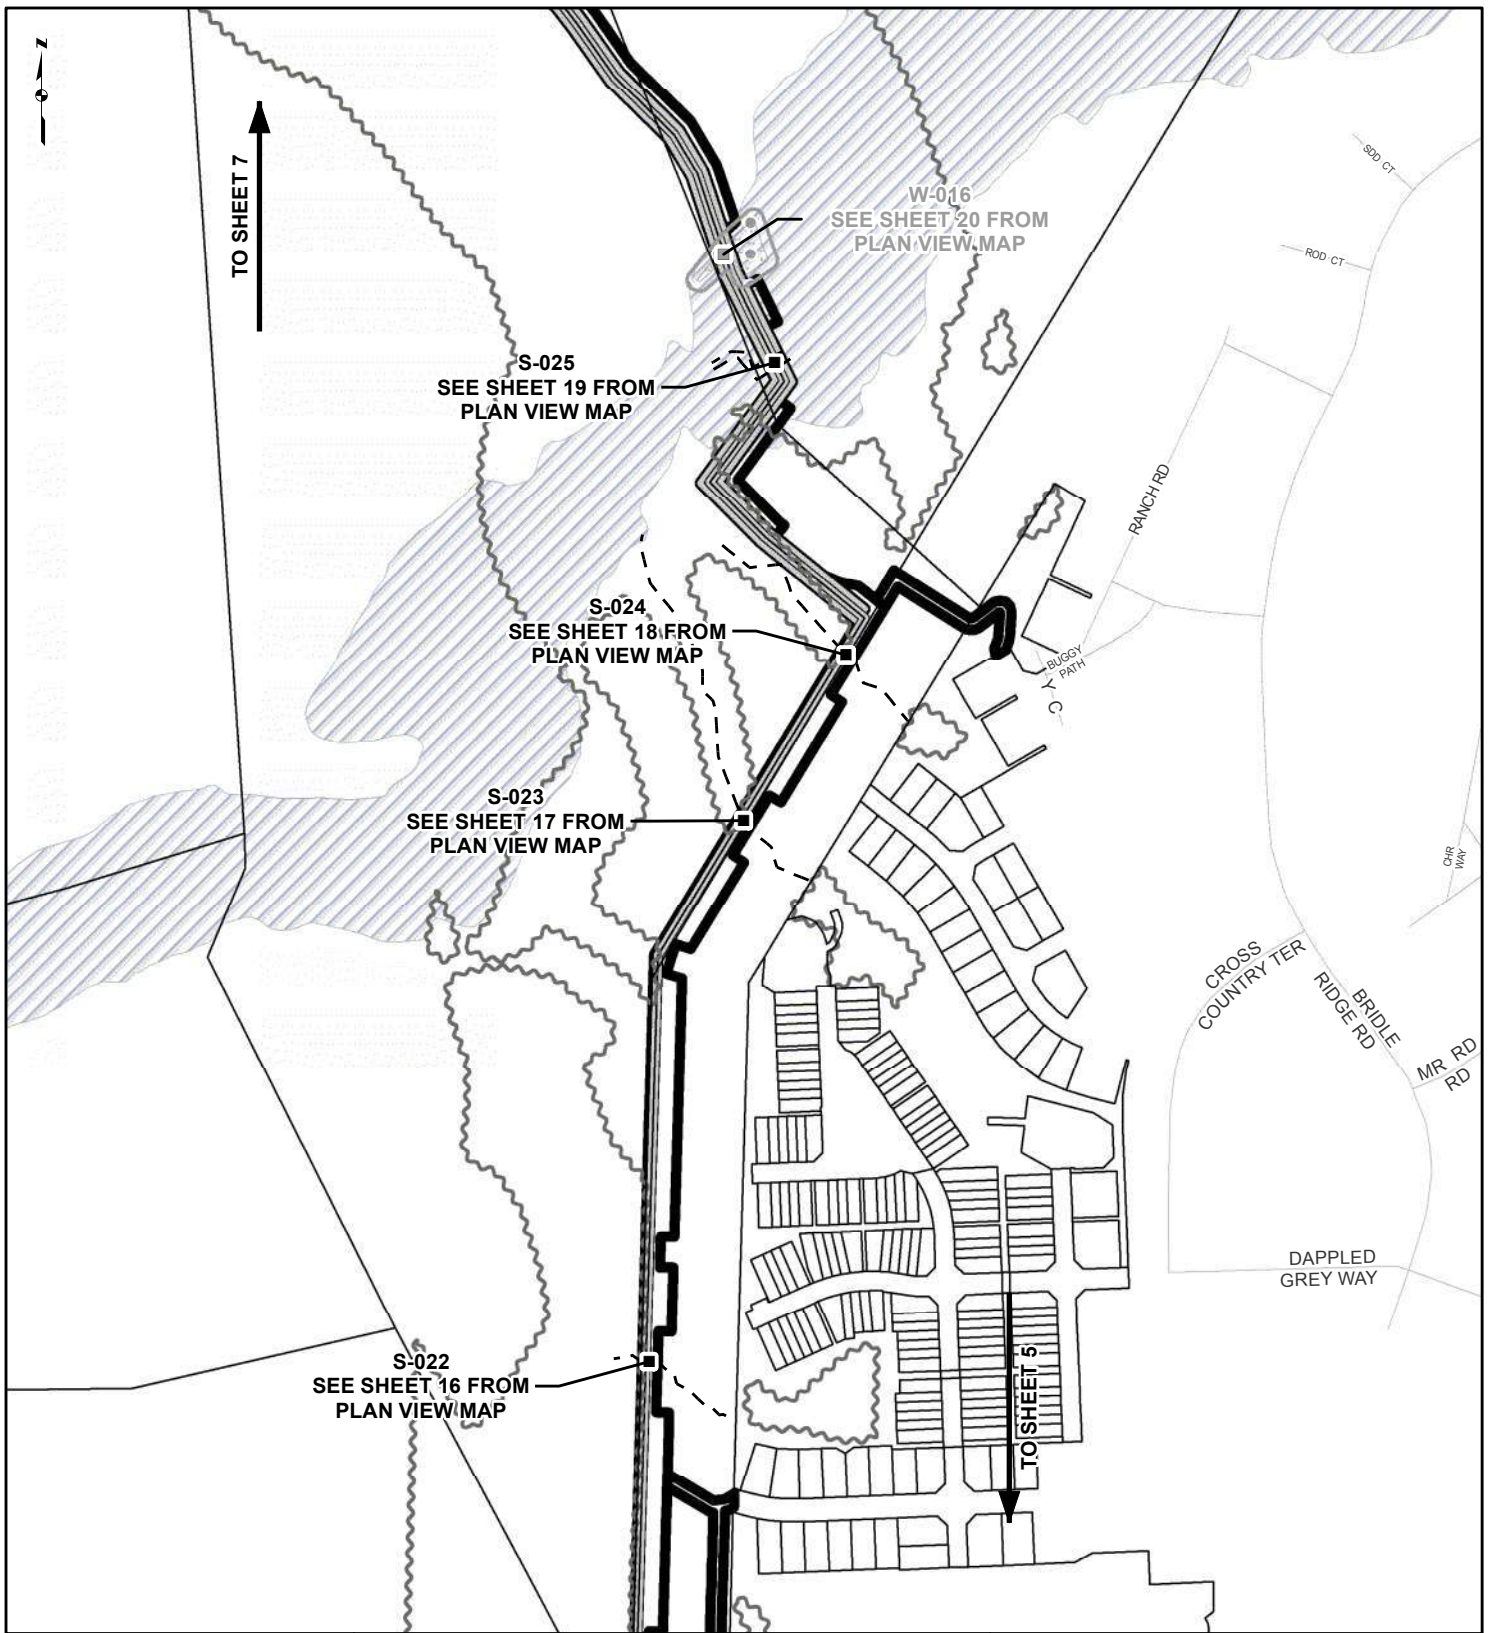 N
TO SHEET 7
SDD CT
W-016
SEE SHEET 20 FROM
PLAN VIEW MAP
ROD CT
S-025
SEE SHEET 19 FROM
PLAN VIEW MAP
RANCH RD
S-024
SEE SHEET 18 FROM
PLAN VIEW MAP
BUGGY
PATH
Y C
S-023
SEE SHEET 17 FROM
PLAN VIEW MAP
CHR
WAY
CROSS
COUNTRY TER
BRIDLE
RIDGE RD
MR RD
RD
DAPPLED
GREY WAY
S-022
SEE SHEET 16 FROM
PLAN VIEW MAP
TO SHEET 5